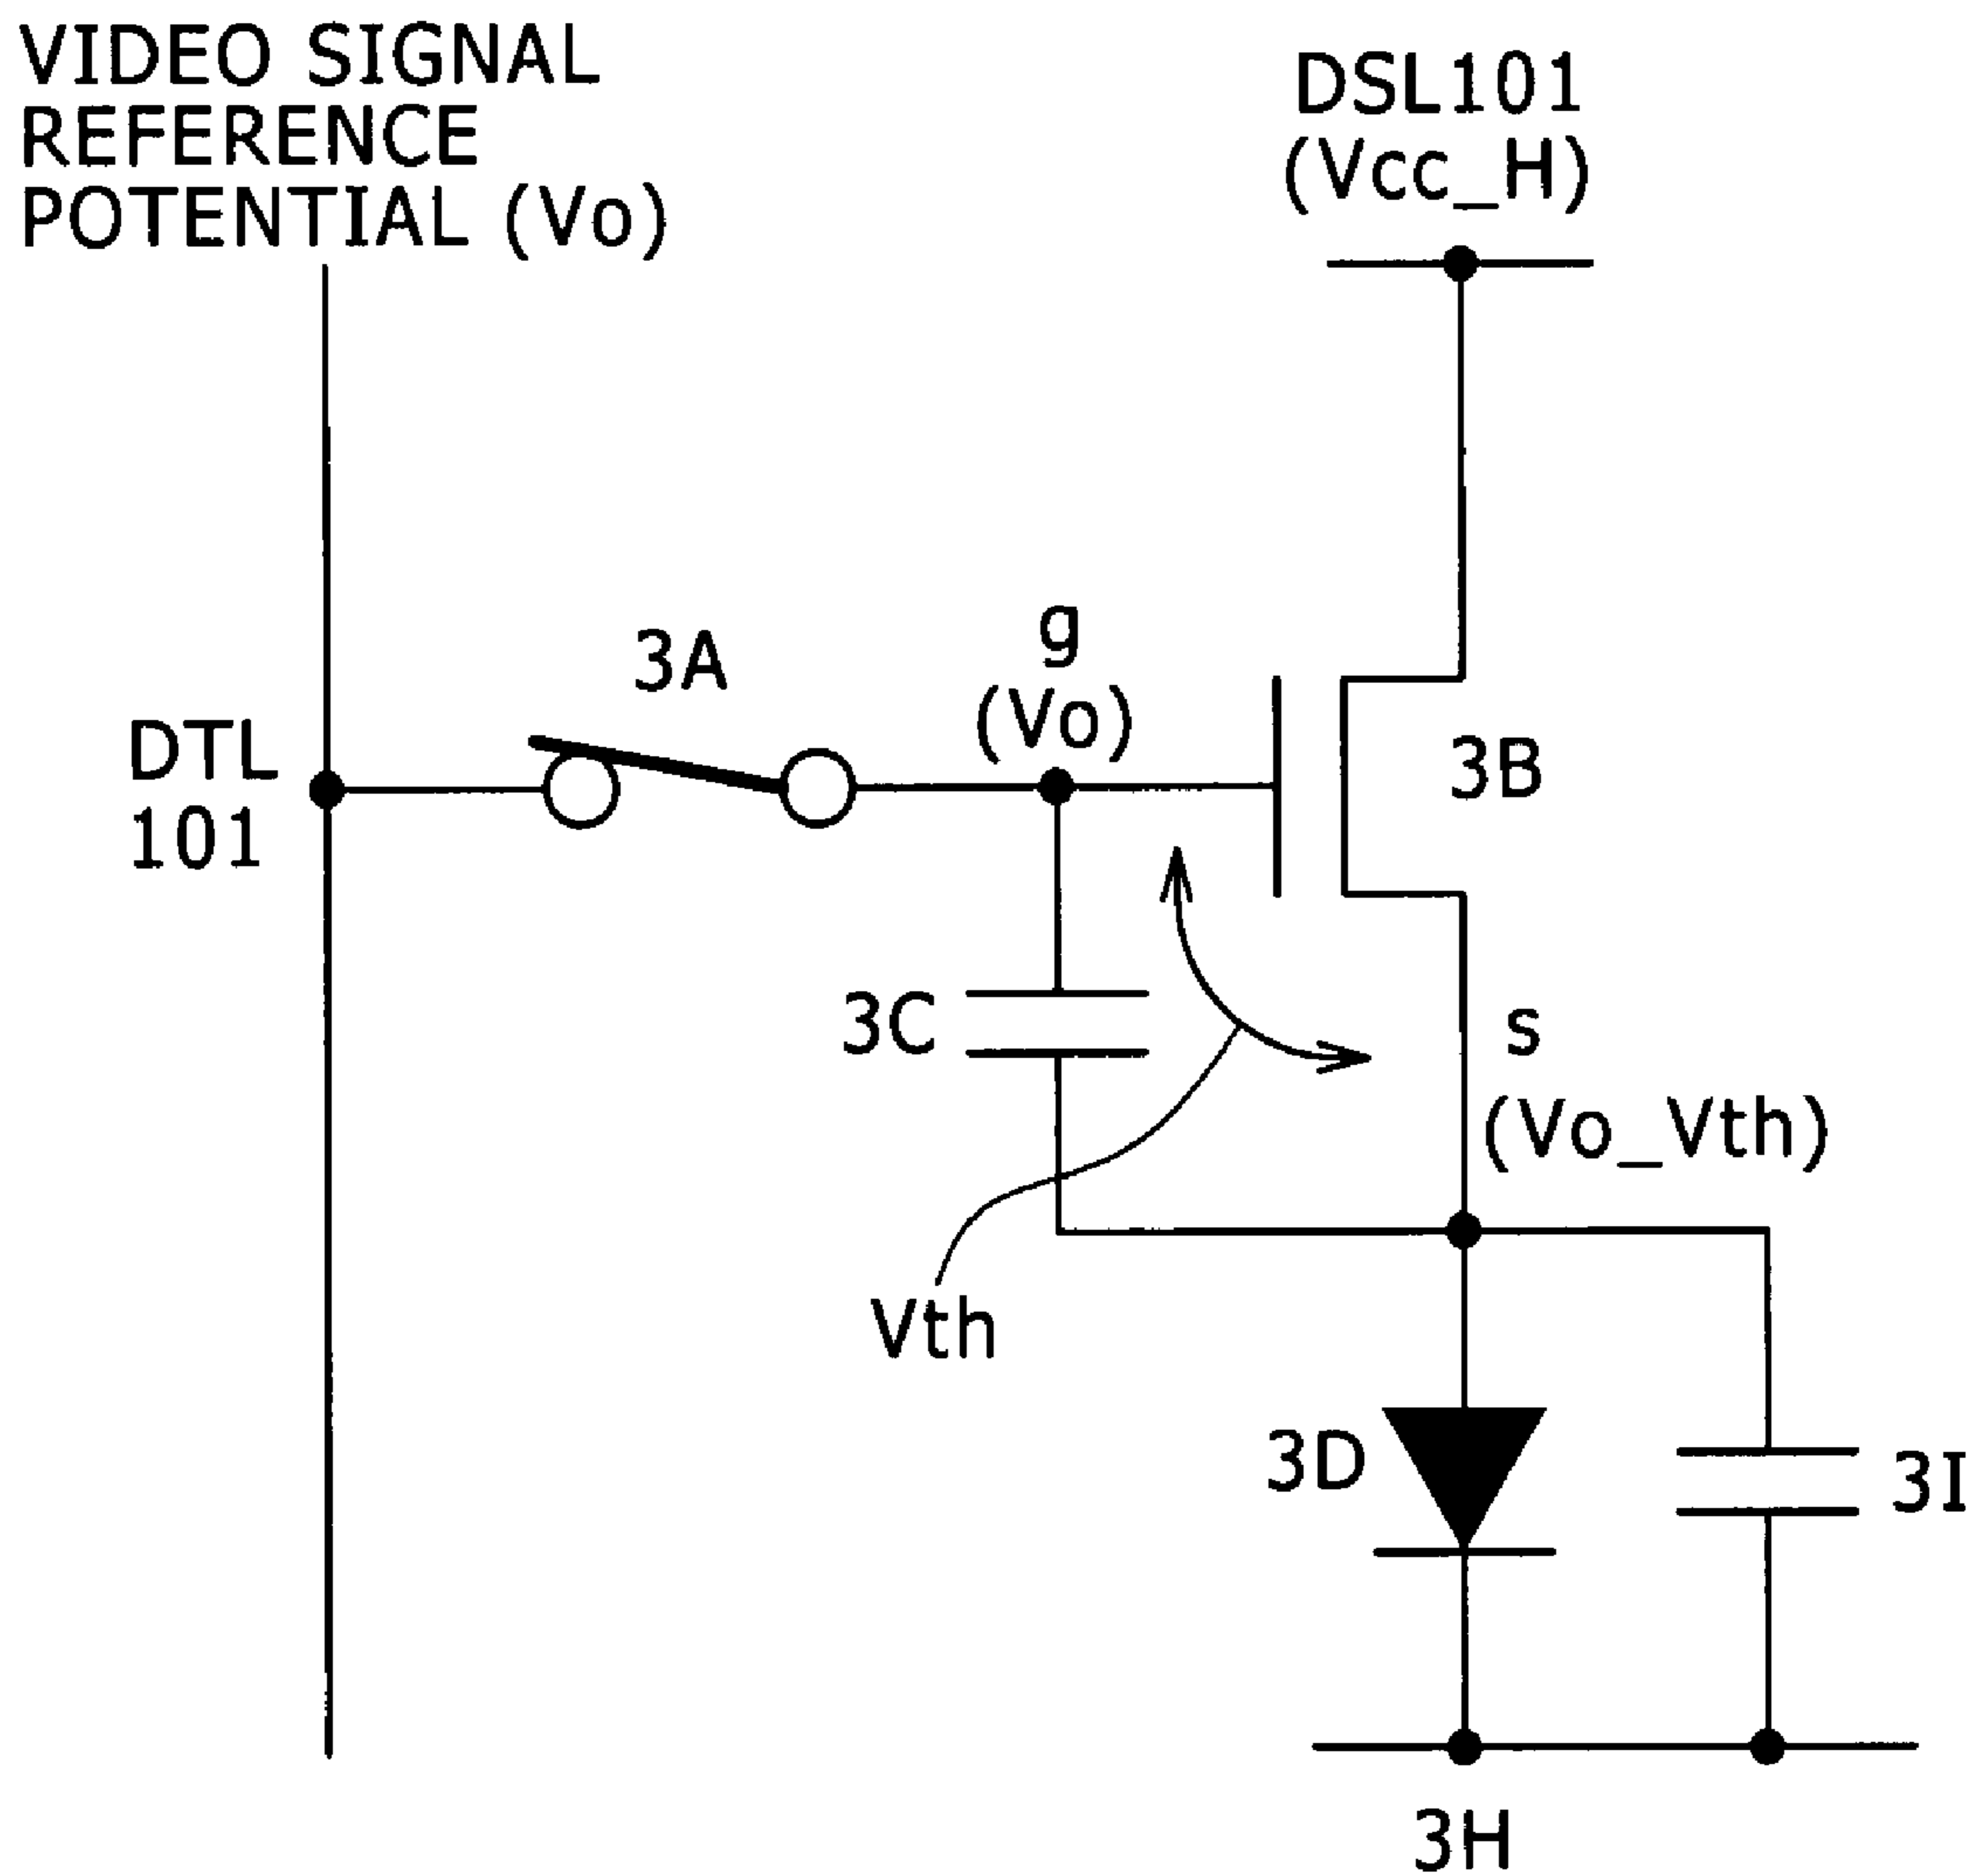 VIDEO SIGNAL
REFERENCE
POTENTIAL (Vo)
DSL101
(Vcc_H)
3A
g
(Vo)
DTL
101
3B
3C
s
(Vo_Vth)
Vth
3D
3I
3H